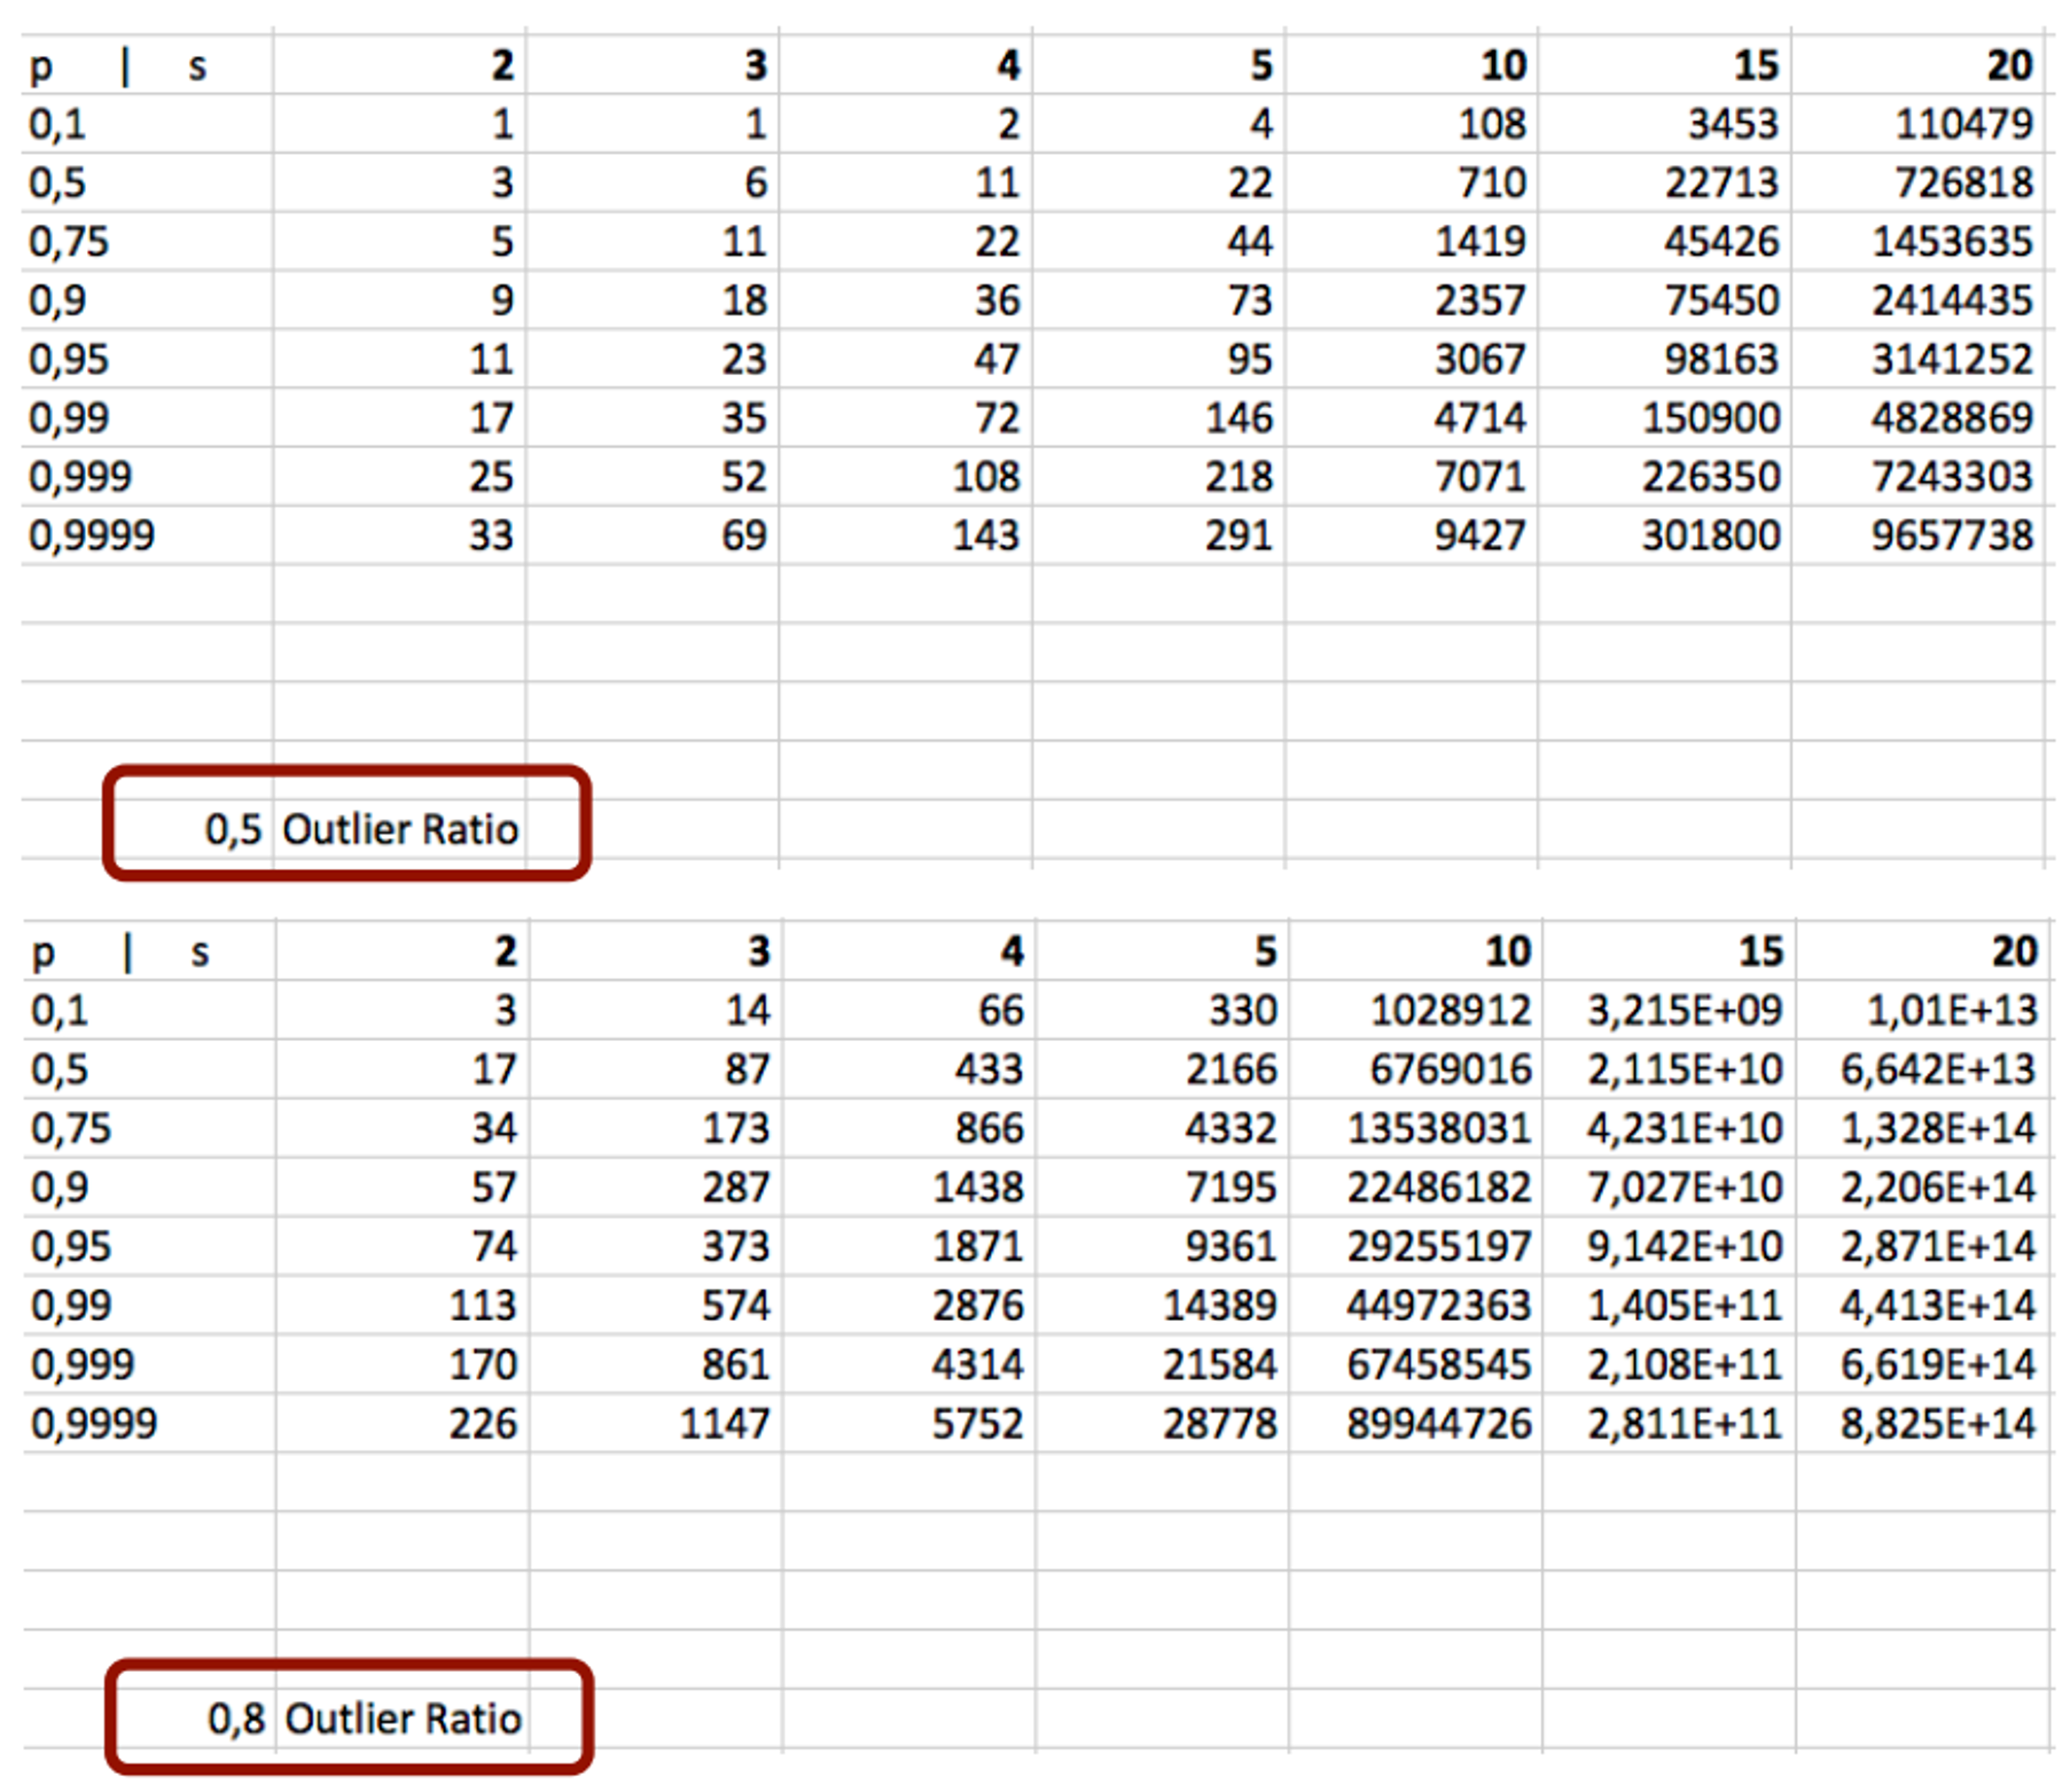 p | s 2 3 4 5 10 15 20
0,1 1 1 2 4 108 3453 110479
0,5 3 6 11 22 710 22713 726818
0,75 5 11 22 44 1419 45426 1453635
0,9 9 18 36 73 2357 75450 2414435
0,95 11 23 47 95 3067 98163 3141252
0,99 17 35 72 146 4714 150900 4828869
0,999 25 52 108 218 7071 226350 7243303
0,9999 33 69 143 291 9427 301800 9657738
0,5 Outlier Ratio
p | s 2 3 4 5 10 15 20
0,1 3 14 66 330 1028912 3,215E+09 1,01E+13
0,5 17 87 433 2166 6769016 2,115E+10 6,642E+13
0,75 34 173 866 4332 13538031 4,231E+10 1,328E+14
0,9 57 287 1438 7195 22486182 7,027E+10 2,206E+14
0,95 74 373 1871 9361 29255197 9,142E+10 2,871E+14
0,99 113 574 2876 14389 44972363 1,405E+11 4,413E+14
0,999 170 861 4314 21584 67458545 2,108E+11 6,619E+14
0,9999 226 1147 5752 28778 89944726 2,811E+11 8,825E+14
0,8 Outlier Ratio